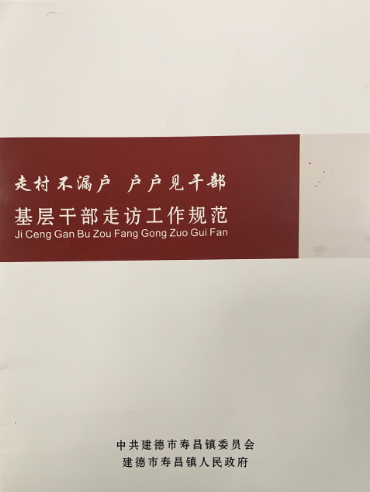 走村不漏户 户户见干部
基层干部走访工作规范
Ji Ceng Gan Bu Zou Fang Gong Zuo Gui Fan
中共建德市寿昌镇委员会
建德市寿昌镇人民政府